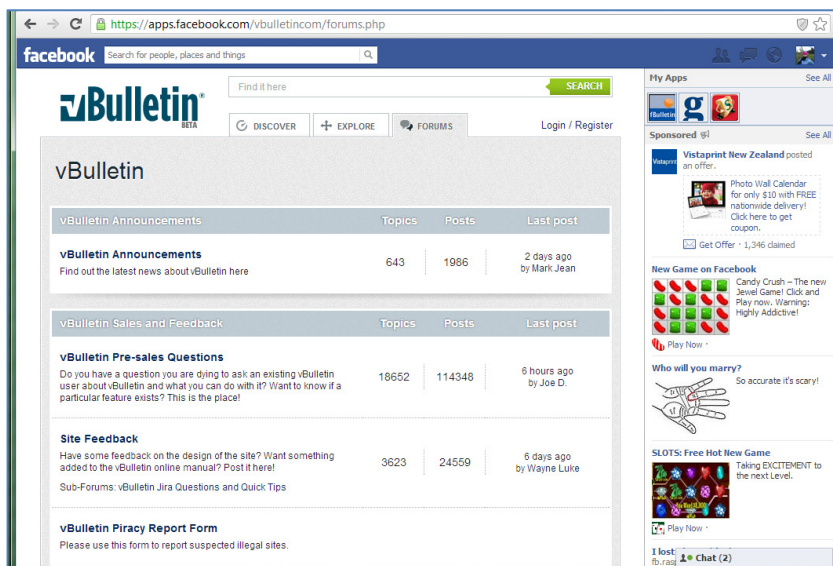 https://apps.facebook.com/vbulletincom/forums.php
facebook
Search for people, places and things
vBulletin®
BETA
Find it here
SEARCH
DISCOVER
EXPLORE
FORUMS
Login / Register
vBulletin
vBulletin Announcements Topics Posts Last post
vBulletin Announcements
Find out the latest news about vBulletin here
643 1986
2 days ago
by Mark Jean
vBulletin Sales and Feedback Topics Posts Last post
vBulletin Pre-sales Questions
Do you have a question you are dying to ask an existing vBulletin
user about vBulletin and what you can do with it? Want to know if a
particular feature exists? This is the place!
18652 114348
6 hours ago
by Joe D.
Site Feedback
Have some feedback on the design of the site? Want something
added to the vBulletin online manual? Post it here!
Sub-Forums: vBulletin Jira Questions and Quick Tips
3623 24559
6 days ago
by Wayne Luke
vBulletin Piracy Report Form
Please use this form to report suspected illegal sites.
My Apps See All
fBulletin
g
Sponsored See All
Vistaprint
Vistaprint New Zealand posted
an offer.
Photo Wall Calendar
for only $10 with FREE
nationwide delivery!
Click here to get
coupon.
Get Offer · 1,346 claimed
New Game on Facebook
Candy Crush – The new
Jewel Game! Click and
Play now. Warning:
Highly Addictive!
Play Now ·
Who will you marry?
So accurate it's scary!
SLOTS: Free Hot New Game
Taking EXCITEMENT to
the next Level.
Play Now ·
I lost
fb.ras
Chat (2)